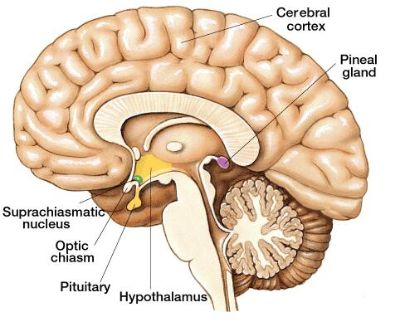 Cerebral
cortex
Pineal
gland
Suprachiasmatic
nucleus
Optic
chiasm
Pituitary
Hypothalamus